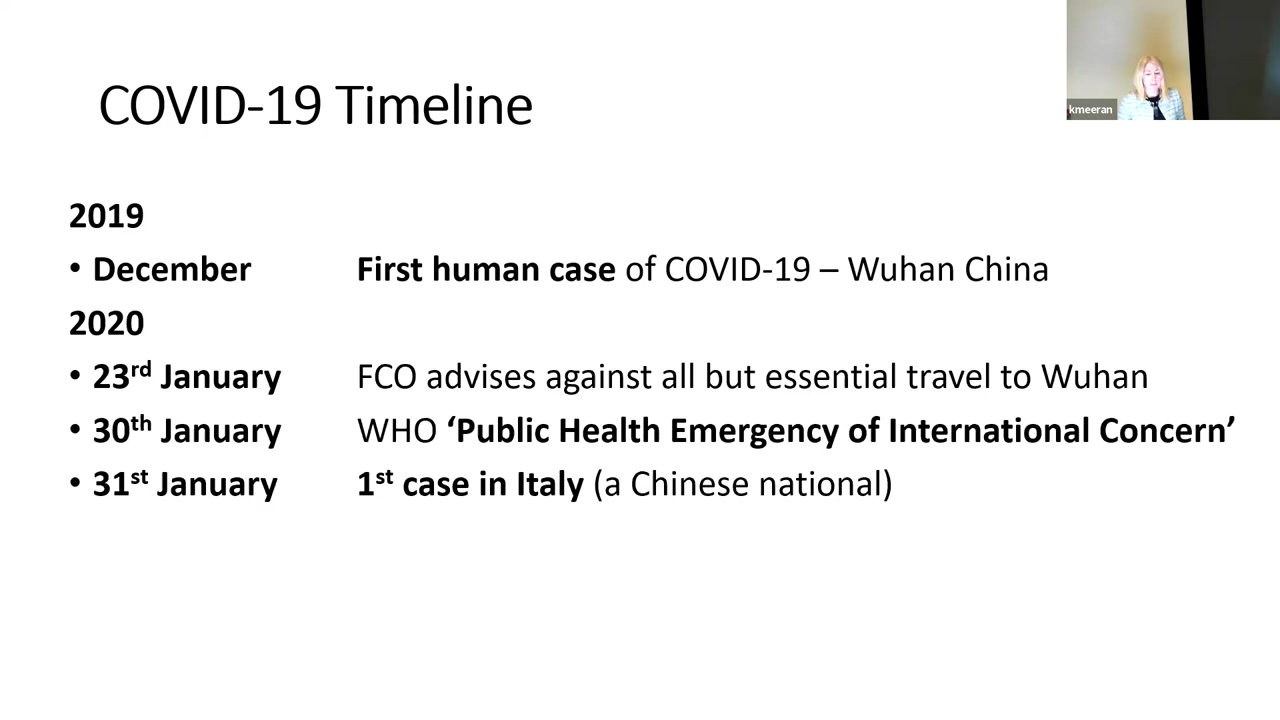 COVID-19 Timeline
kmeeran
2019
• December First human case of COVID-19 – Wuhan China
2020
• 23rd January FCO advises against all but essential travel to Wuhan
• 30th January WHO ‘Public Health Emergency of International Concern’
• 31st January 1st case in Italy (a Chinese national)